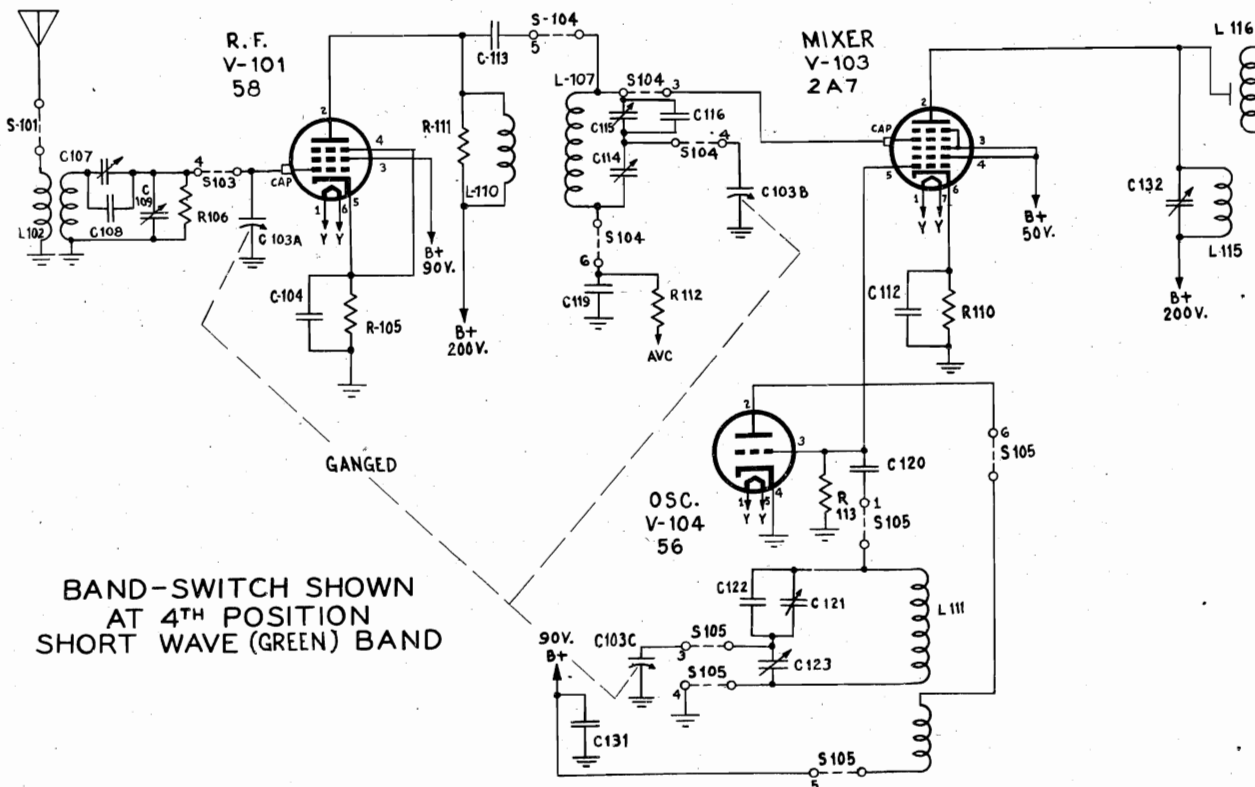 R.F.
V-101
58
MIXER
V-103
2A7
L 116
S-101
C107
C108
C 109
R106
L102
4
S103
CAP
C103A
2
4
3
1
6
5
Y Y
C-104
R-105
B+
90V.
R-111
L-110
B+
200V.
C-113
S-104
5
L-107
S104
3
C115
C116
4
S104
C114
C103B
S104
6
C119
R112
AVC
CAP
2
3
4
5
1
7
6
Y Y
B+
50V.
C112
R110
C132
L-115
B+
200V.
GANGED
2
3
1
5
4
Y Y
OSC.
V-104
56
R 113
C120
1
S105
6
S105
C122
C121
L111
C103C
S105
3
C123
S105
4
90V.
B+
C131
S105
5
BAND-SWITCH SHOWN
AT 4TH POSITION
SHORT WAVE (GREEN) BAND